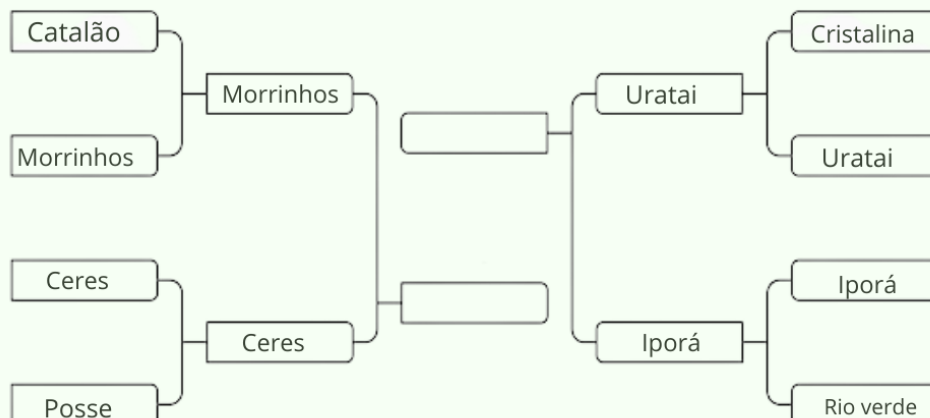 Catalão
Cristalina
Morrinhos
Uratai
Morrinhos
Uratai
Ceres
Iporá
Ceres
Iporá
Posse
Rio verde